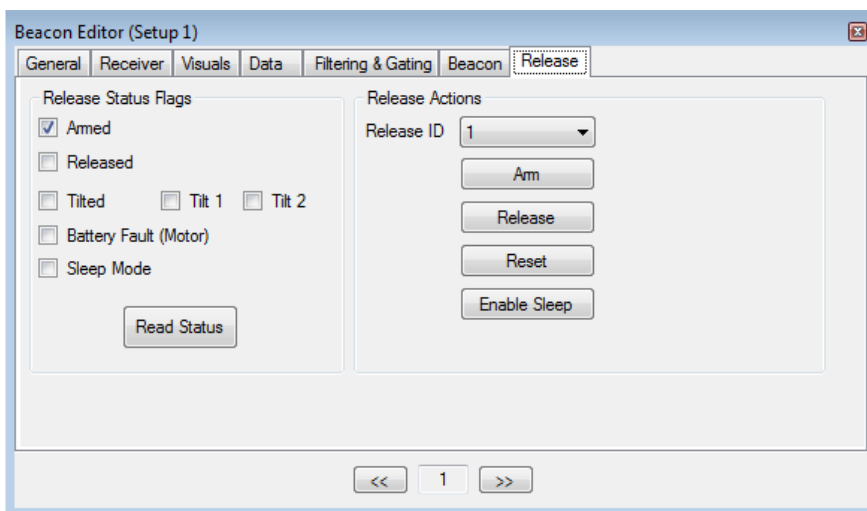 Beacon Editor (Setup 1)
General Receiver Visuals Data Filtering & Gating Beacon Release
Release Status Flags
Armed
Released
Tilted Tilt 1 Tilt 2
Battery Fault (Motor)
Sleep Mode
Read Status
Release Actions
Release ID 1
Arm
Release
Reset
Enable Sleep
<< 1 >>